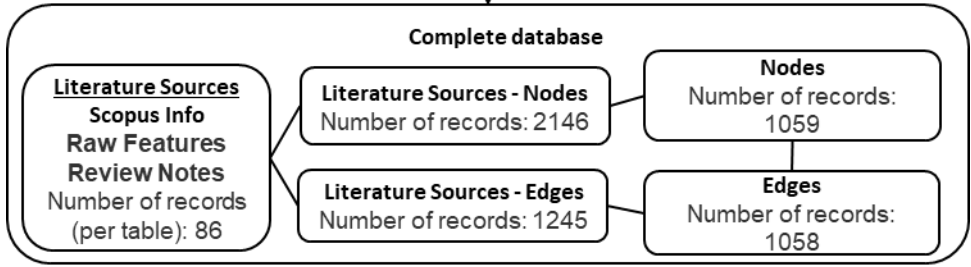 Complete database
Literature Sources
Scopus Info
Raw Features
Review Notes
Number of records
(per table): 86
Literature Sources - Nodes
Number of records: 2146
Literature Sources - Edges
Number of records: 1245
Nodes
Number of records:
1059
Edges
Number of records:
1058